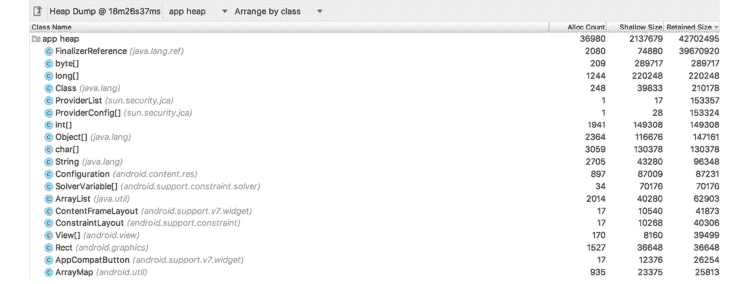 Heap Dump @ 18m26s37ms app heap Arrange by class
Class Name Alloc Count Shallow Size Retained Size
app heap 36980 2137679 42702495
FinalizerReference (java.lang.ref) 2080 74880 39670920
byte[] 209 289717 289717
long[] 1244 220248 220248
Class (java.lang) 248 39833 210178
ProviderList (sun.security.jca) 1 17 153357
ProviderConfig[] (sun.security.jca) 1 28 153324
int[] 1941 149308 149308
Object[] (java.lang) 2364 116676 147161
char[] 3059 130378 130378
String (java.lang) 2705 43280 96348
Configuration (android.content.res) 897 87009 87231
SolverVariable[] (android.support.constraint.solver) 34 70176 70176
ArrayList (java.util) 2014 40280 62903
ContentFrameLayout (android.support.v7.widget) 17 10540 41873
ConstraintLayout (android.support.constraint) 17 10268 40306
View[] (android.view) 170 8160 39499
Rect (android.graphics) 1527 36648 36648
AppCompatButton (android.support.v7.widget) 17 12376 26254
ArrayMap (android.util) 935 23375 25813